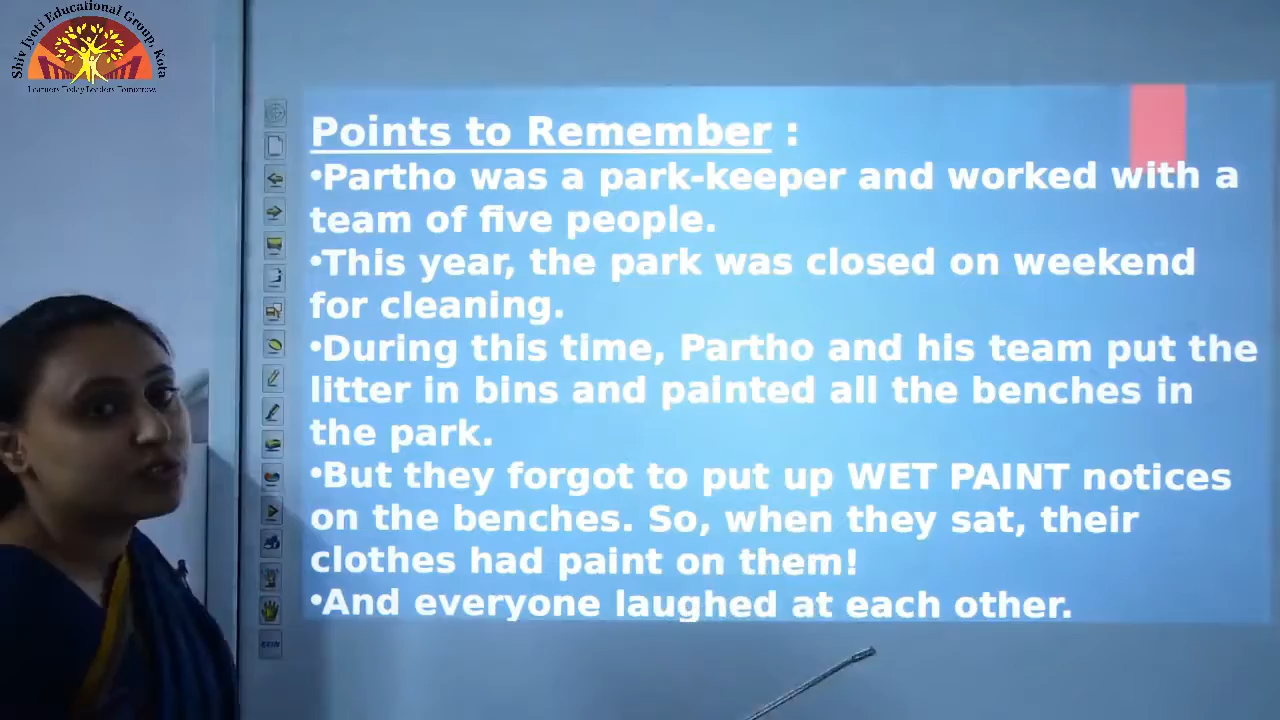 Shiv Jyoti Educational Group, Kota
Learners Today Leaders Tomorrow
Points to Remember :
•Partho was a park-keeper and worked with a
team of five people.
•This year, the park was closed on weekend
for cleaning.
•During this time, Partho and his team put the
litter in bins and painted all the benches in
the park.
•But they forgot to put up WET PAINT notices
on the benches. So, when they sat, their
clothes had paint on them!
•And everyone laughed at each other.